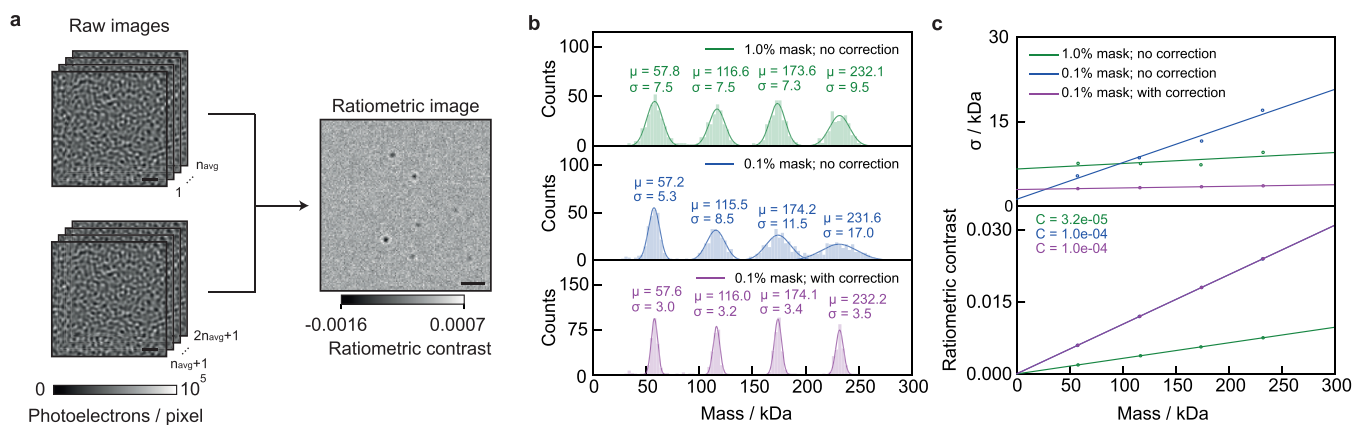 a
Raw images
navg
1
2navg+1
navg+1
0 10^5
Photoelectrons / pixel
Ratiometric image
-0.0016 0.0007
Ratiometric contrast
b
Counts
100
50
0
1.0% mask; no correction
μ = 57.8
σ = 7.5
μ = 116.6
σ = 7.5
μ = 173.6
σ = 7.3
μ = 232.1
σ = 9.5
Counts
100
50
0
0.1% mask; no correction
μ = 57.2
σ = 5.3
μ = 115.5
σ = 8.5
μ = 174.2
σ = 11.5
μ = 231.6
σ = 17.0
Counts
150
75
0
0.1% mask; with correction
μ = 57.6
σ = 3.0
μ = 116.0
σ = 3.2
μ = 174.1
σ = 3.4
μ = 232.2
σ = 3.5
0 50 100 150 200 250 300
Mass / kDa
c
σ / kDa
30
15
0
1.0% mask; no correction
0.1% mask; no correction
0.1% mask; with correction
Ratiometric contrast
0.030
0.015
0.000
C = 3.2e-05
C = 1.0e-04
C = 1.0e-04
0 50 100 150 200 250 300
Mass / kDa